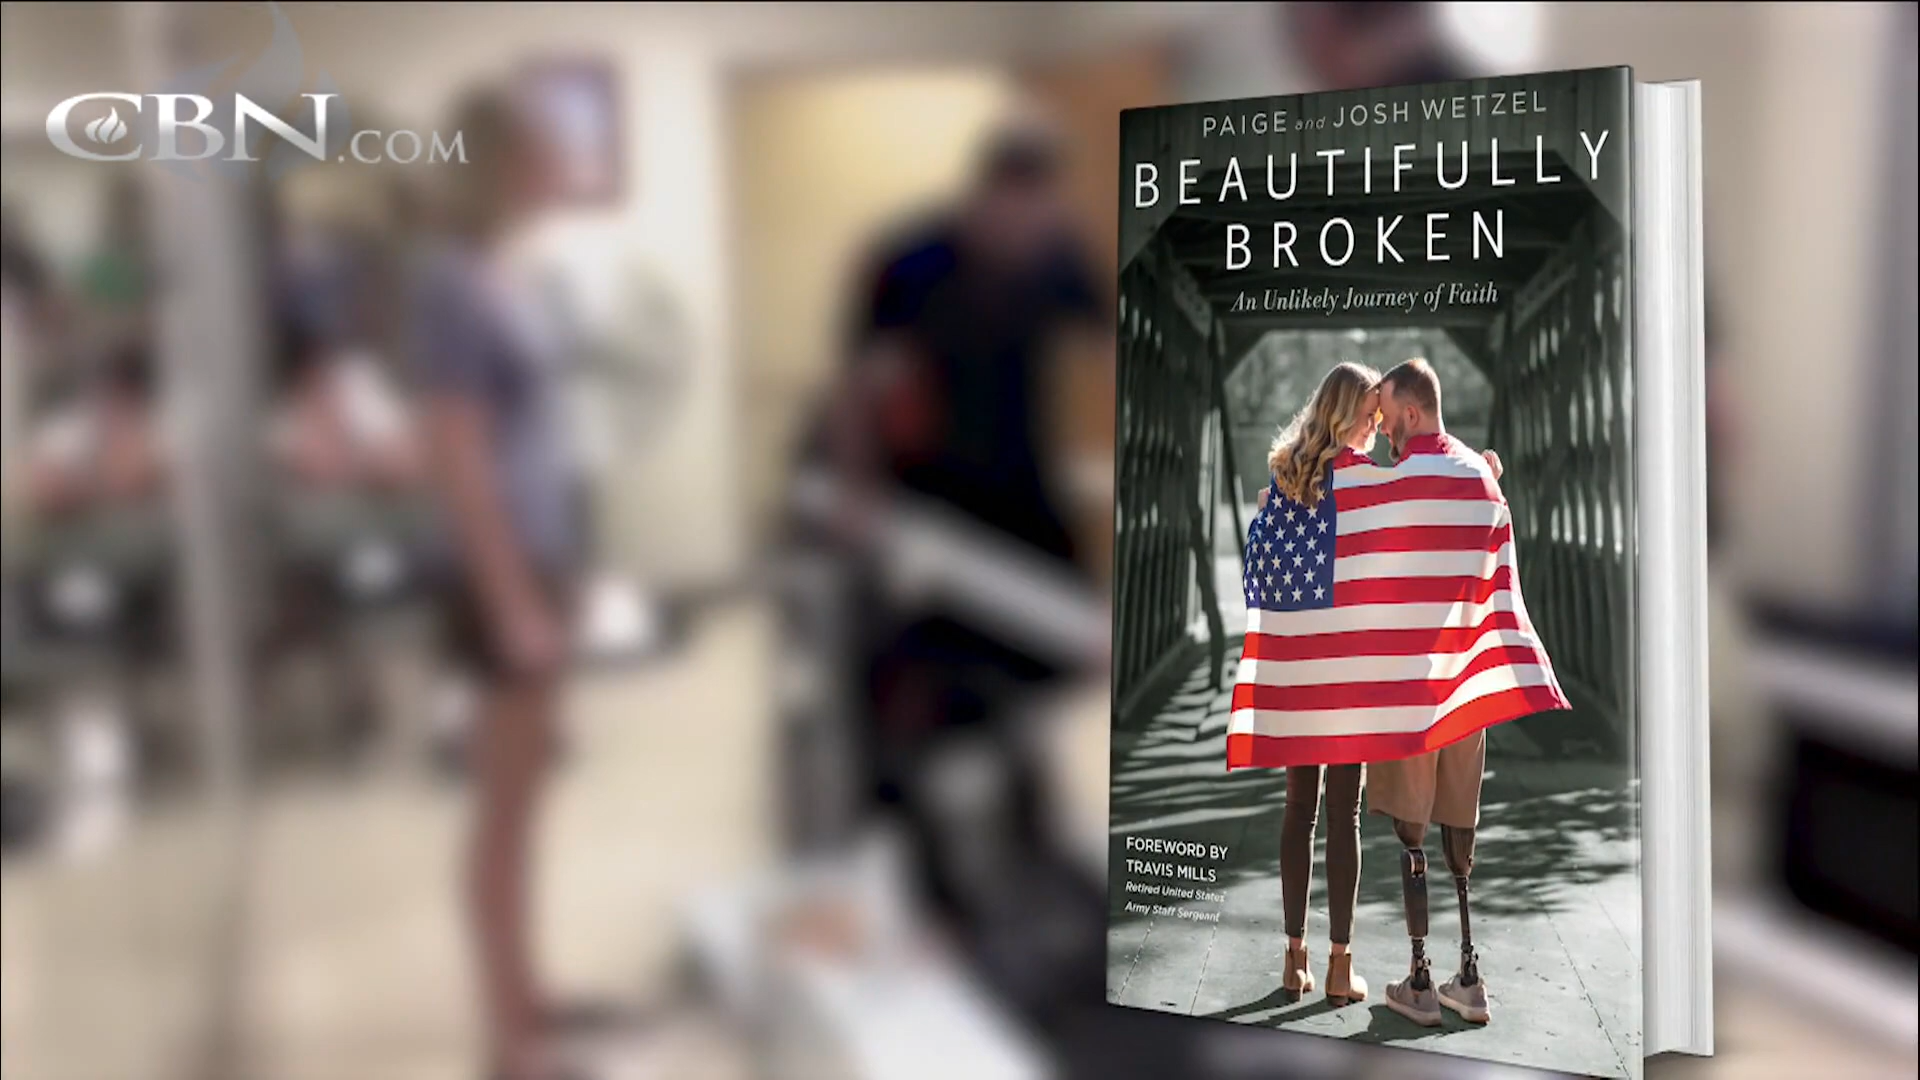 CBN.COM
PAIGE and JOSH WETZEL
BEAUTIFULLY
BROKEN
An Unlikely Journey of Faith
FOREWORD BY
TRAVIS MILLS
Retired United States
Army Staff Sergeant